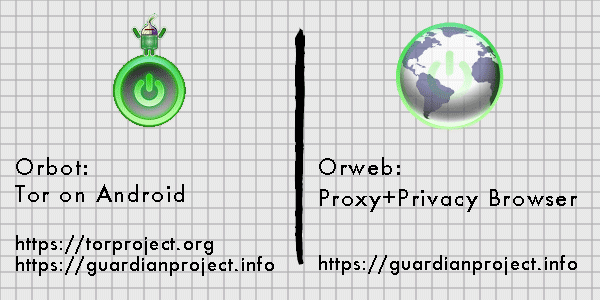 Orbot:
Tor on Android
https://torproject.org
https://guardianproject.info
Orweb:
Proxy+Privacy Browser
https://guardianproject.info